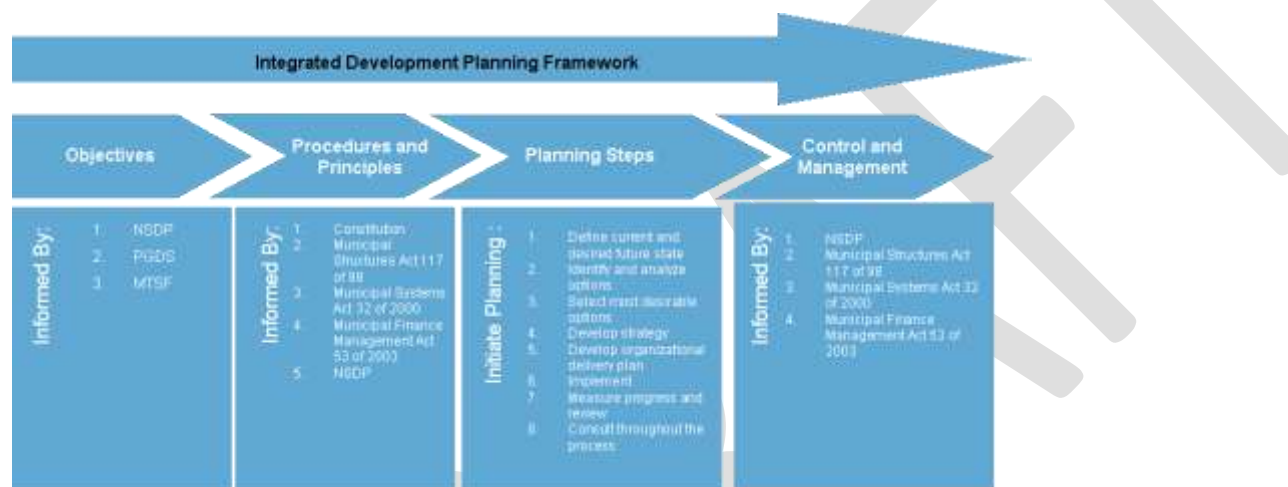 Integrated Development Planning Framework
Objectives
Procedures and
Principles
Planning Steps
Control and
Management
Informed By:
1. NSDP
2. PGDS
3. MTSF
Informed By:
1. Constitution
2. Municipal
Structures Act 117
of 98
3. Municipal Systems
Act 32 of 2000
4. Municipal Finance
Management Act
53 of 2003
5. NSDP
Initiate Planning :
1. Define current and
desired future state
2. Identify and analyze
options
3. Select most desirable
options
4. Develop strategy
5. Develop organizational
delivery plan
6. Implement
7. Measure progress and
review
8. Consult throughout the
process
Informed By:
1. NSDP
2. Municipal Structures Act
117 of 98
3. Municipal Systems Act 32
of 2000
4. Municipal Finance
Management Act 53 of
2003